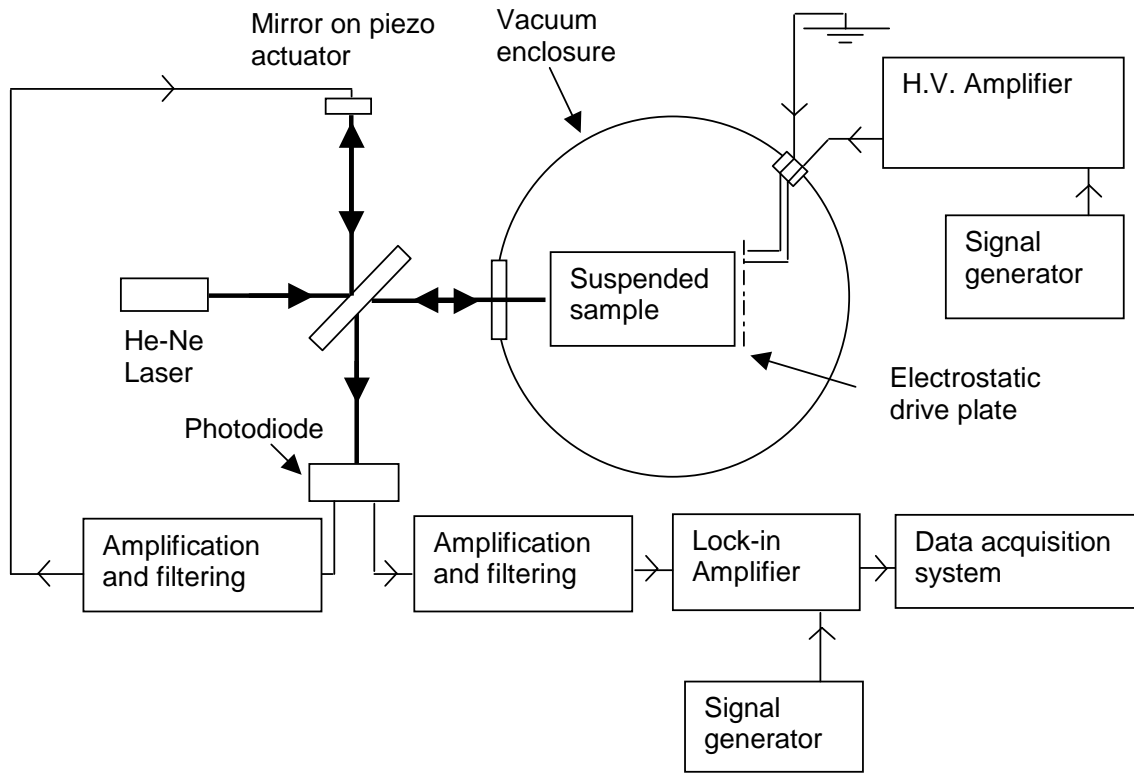 Mirror on piezo
actuator
Vacuum
enclosure
H.V. Amplifier
Signal
generator
Suspended
sample
He-Ne
Laser
Electrostatic
drive plate
Photodiode
Amplification
and filtering
Amplification
and filtering
Lock-in
Amplifier
Data acquisition
system
Signal
generator